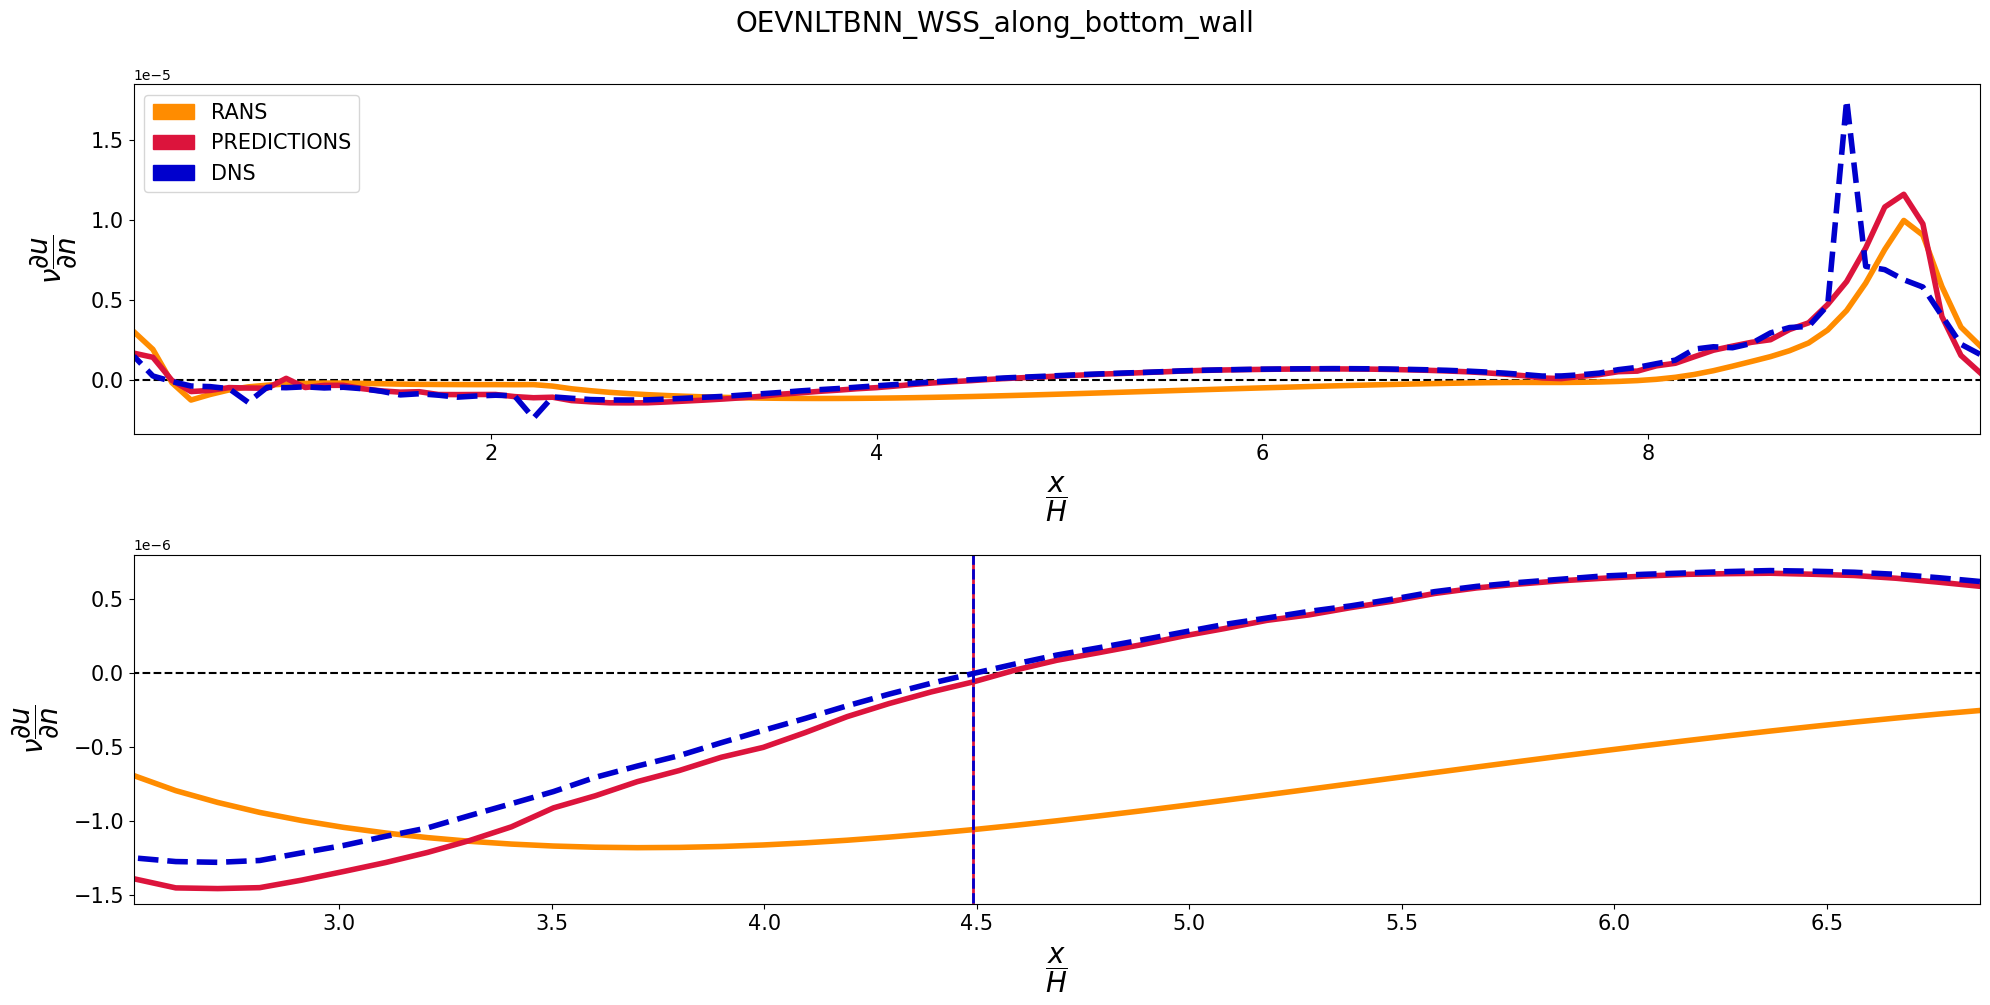 OEVNLTBNN_WSS_along_bottom_wall
1e−5
RANS
PREDICTIONS
DNS
1.5
1.0
0.5
0.0
ν∂u/∂n
2 4 6 8
x/H
1e−6
0.5
0.0
−0.5
−1.0
−1.5
ν∂u/∂n
3.0 3.5 4.0 4.5 5.0 5.5 6.0 6.5
x/H